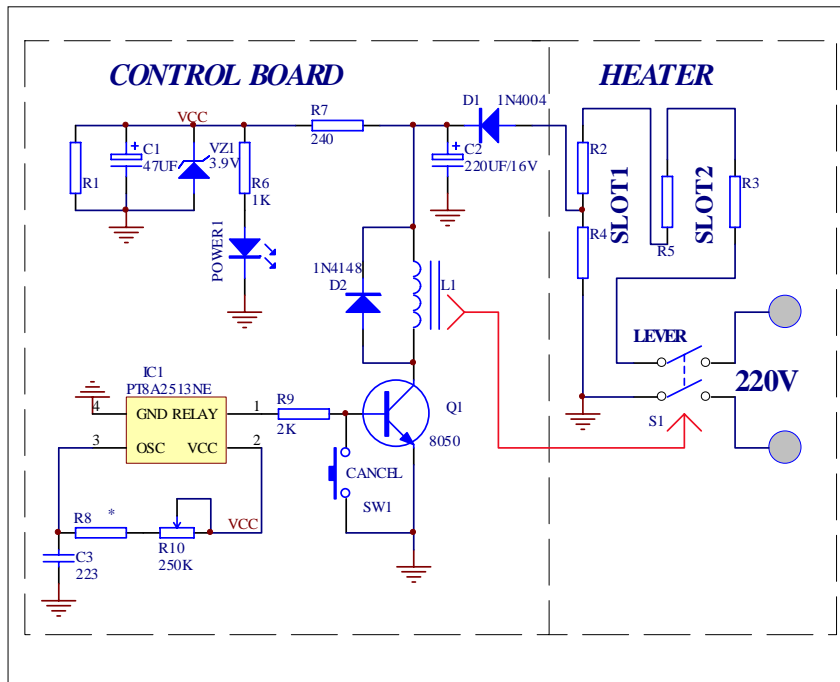 CONTROL BOARD
HEATER
D1
1N4004
R7
240
VCC
C1
47UF
VZ1
3.9V
R1
R6
1K
C2
220UF/16V
R2
SLOT1
R4
R5
SLOT2
R3
POWER1
1N4148
D2
L1
LEVER
220V
S1
IC1
PT8A2513NE
4
GND RELAY
1
3
OSC
VCC
2
R9
2K
Q1
8050
CANCEL
SW1
R8
*
R10
250K
VCC
C3
223
+
+